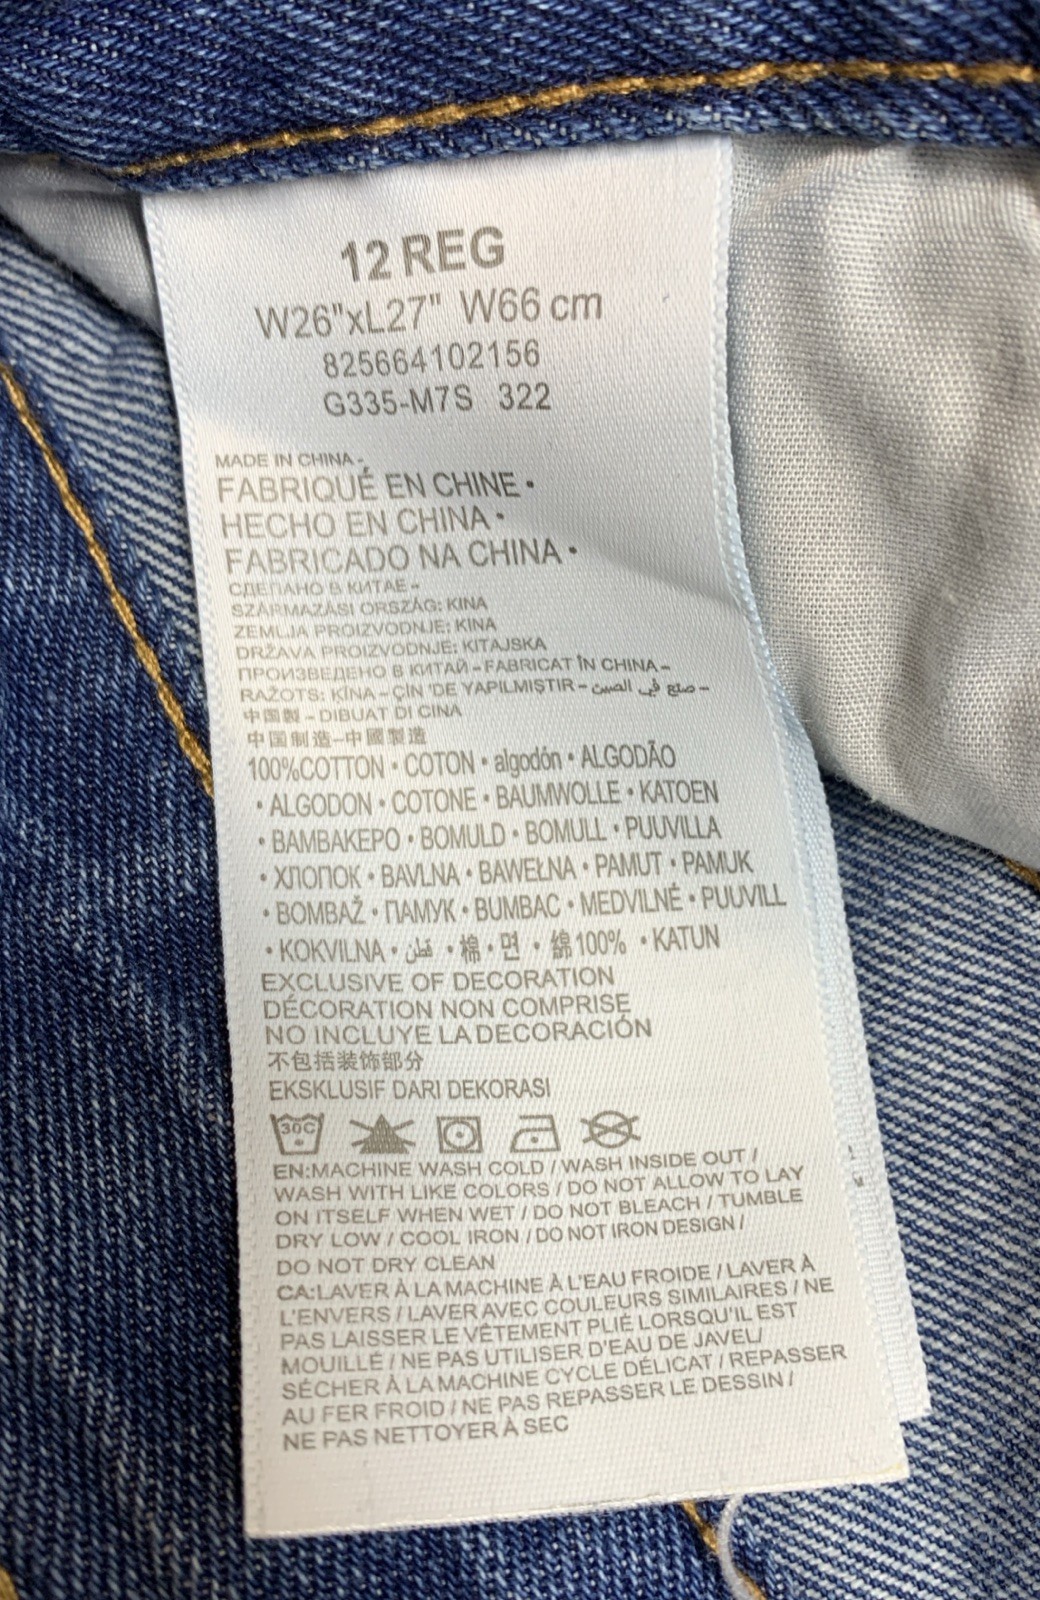 12 REG
W26"xL27" W66 cm
825664102156
G335-M7S 322
MADE IN CHINA -
FABRIQUÉ EN CHINE •
HECHO EN CHINA •
FABRICADO NA CHINA •
СДЕЛАНО В КИТАЕ -
SZÁRMAZÁSI ORSZÁG: KINA
ZEMLJA PROIZVODNJE: KINA
DRŽAVA PROIZVODNJE: KITAJSKA
ПРОИЗВЕДЕНО В КИТАЙ - FABRICAT ÎN CHINA -
RAŽOTS: KĪNA - ÇIN 'DE YAPILMIŞTIR - صنع في الصين -
中国製 - DIBUAT DI CINA
中国制造-中國製造
100%COTTON • COTON • algodón • ALGODÃO
• ALGODON • COTONE • BAUMWOLLE • KATOEN
• BAMBAKEPO • BOMULD • BOMULL • PUUVILLA
• ХЛОПОК • BAVLNA • BAWEŁNA • PAMUT • PAMUK
• BOMBAŽ • ПАМУК • BUMBAC • MEDVILNÉ • PUUVILL
• KOKVILNA • قطن • 棉 • 면 • 綿100% • KATUN
EXCLUSIVE OF DECORATION
DÉCORATION NON COMPRISE
NO INCLUYE LA DECORACIÓN
不包括装饰部分
EKSKLUSIF DARI DEKORASI
30C
EN:MACHINE WASH COLD / WASH INSIDE OUT /
WASH WITH LIKE COLORS / DO NOT ALLOW TO LAY
ON ITSELF WHEN WET / DO NOT BLEACH / TUMBLE
DRY LOW / COOL IRON / DO NOT IRON DESIGN /
DO NOT DRY CLEAN
CA:LAVER À LA MACHINE À L'EAU FROIDE / LAVER À
L'ENVERS / LAVER AVEC COULEURS SIMILAIRES / NE
PAS LAISSER LE VÊTEMENT PLIÉ LORSQU'IL EST
MOUILLÉ / NE PAS UTILISER D'EAU DE JAVEL/
SÉCHER À LA MACHINE CYCLE DÉLICAT / REPASSER
AU FER FROID / NE PAS REPASSER LE DESSIN /
NE PAS NETTOYER À SEC